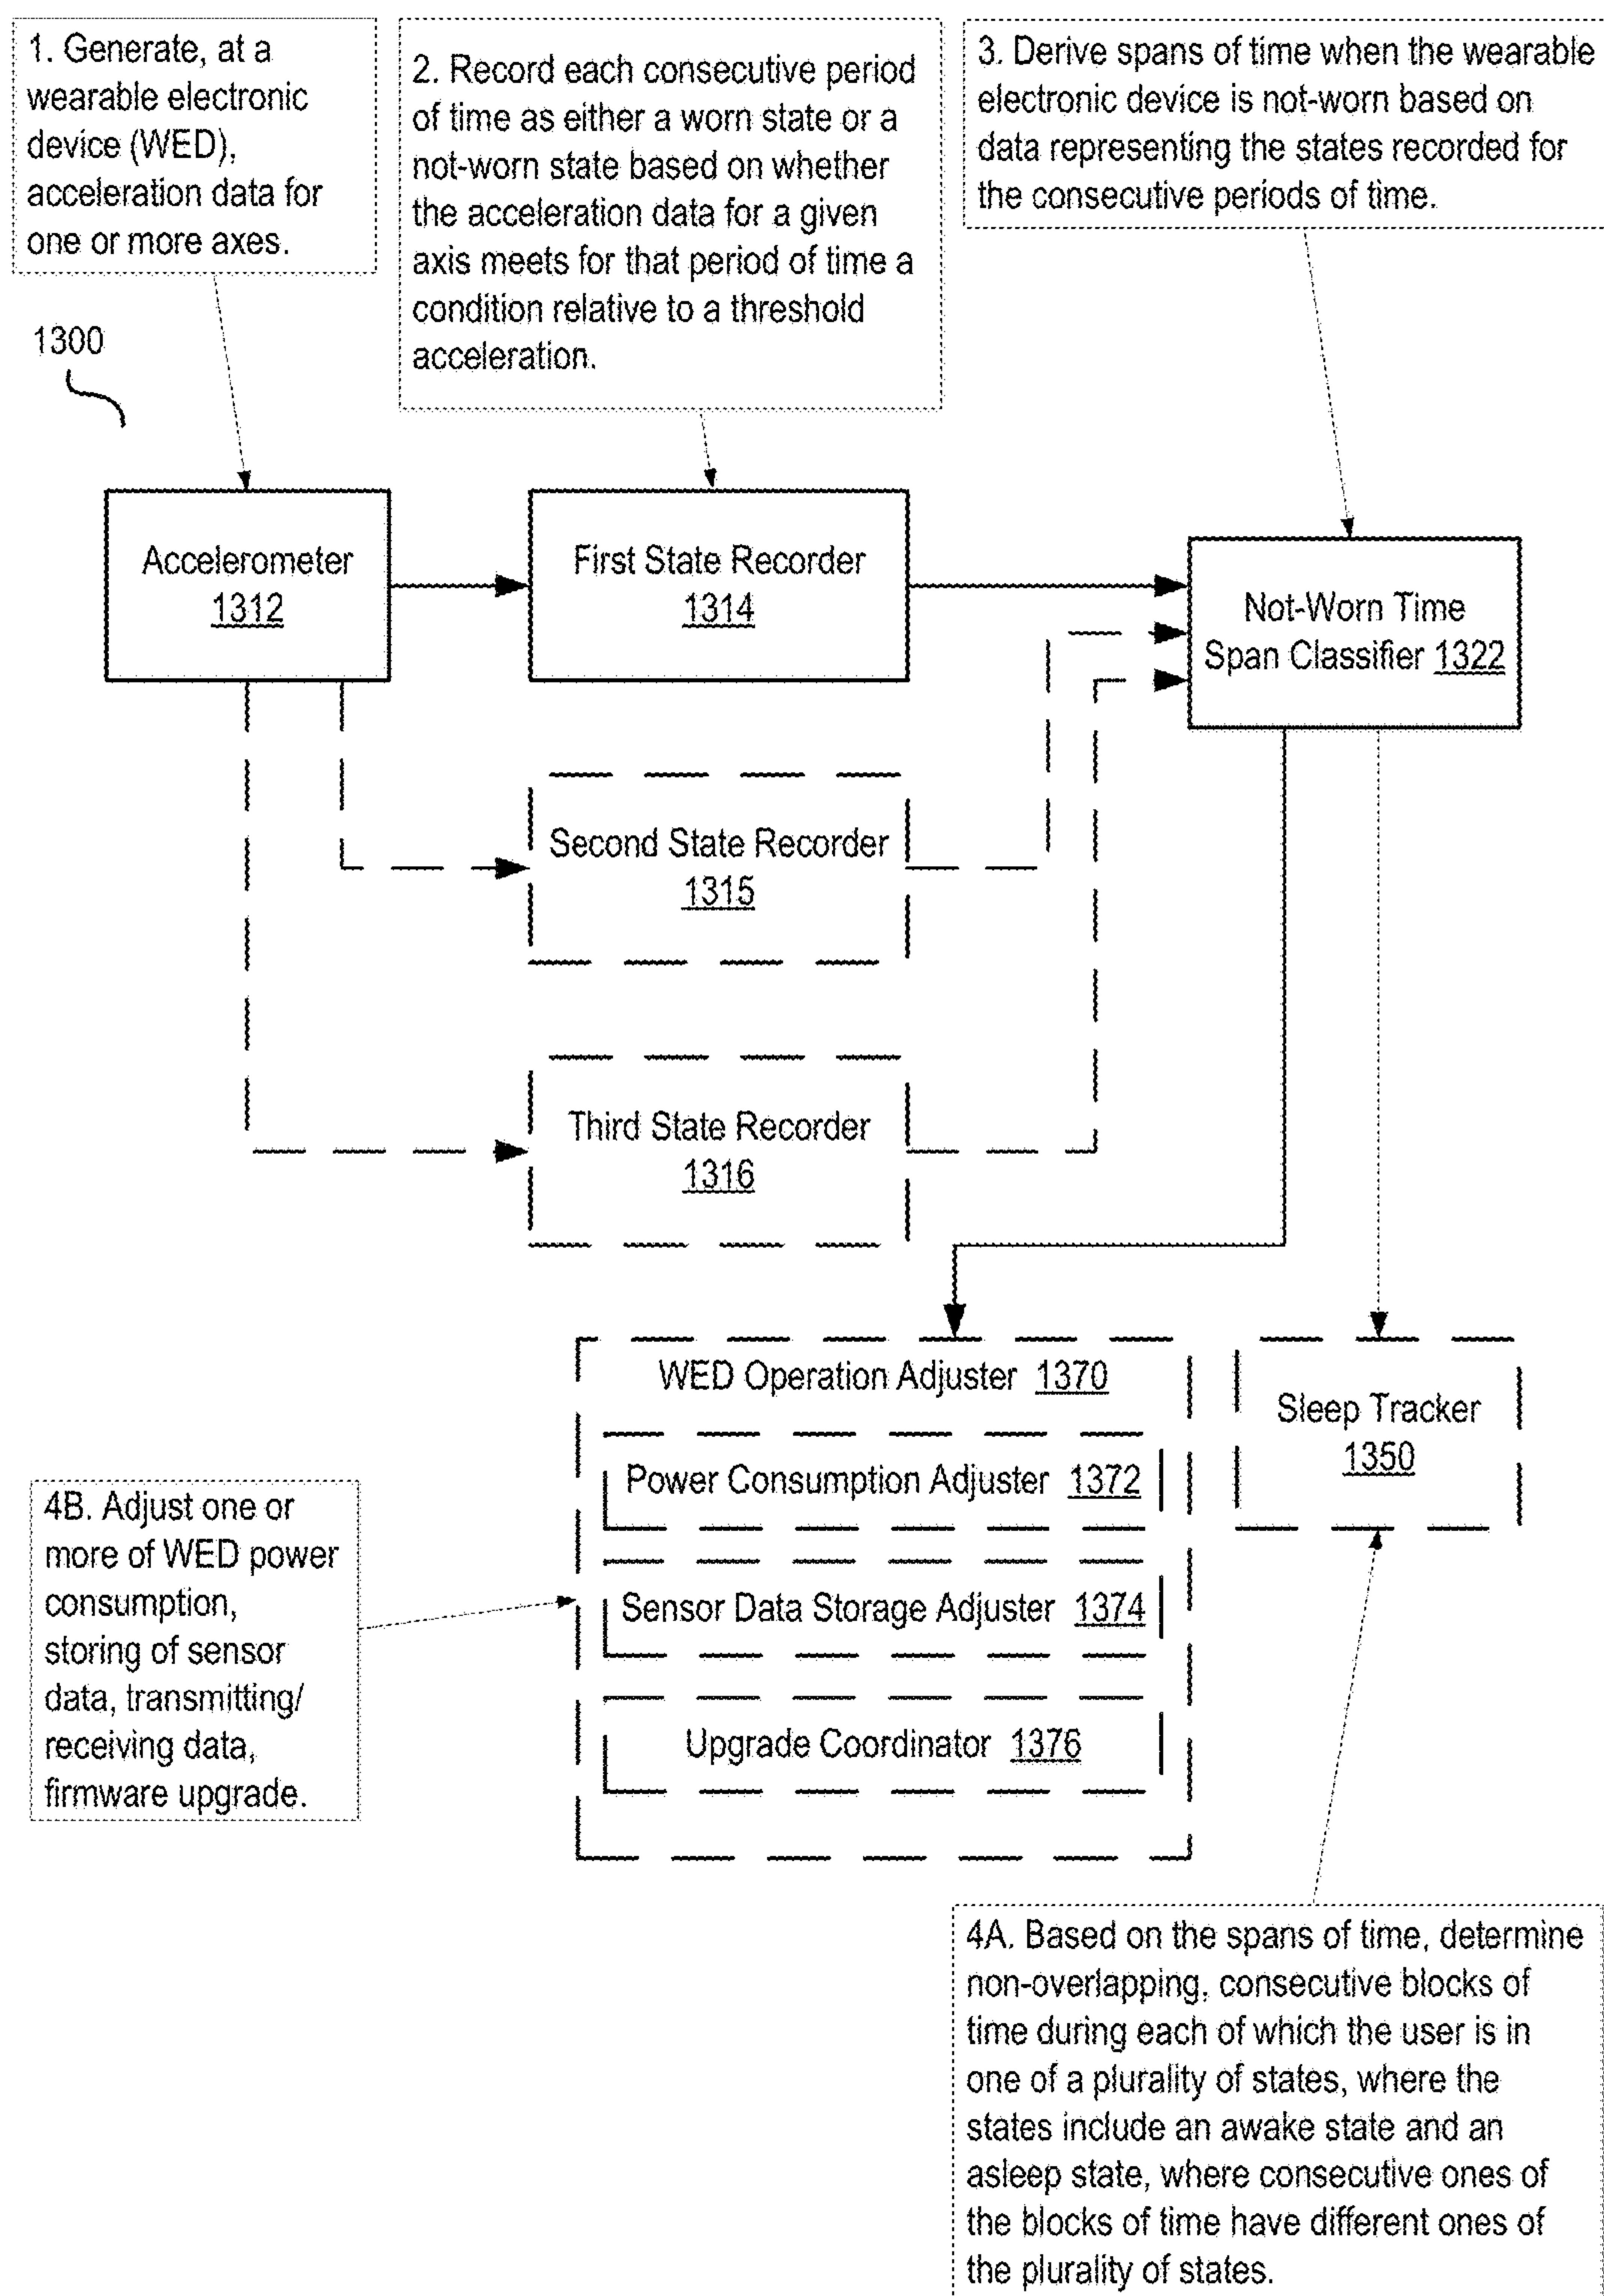 1. Generate, at a
wearable electronic
device (WED),
acceleration data for
one or more axes.
2. Record each consecutive period
of time as either a worn state or a
not-worn state based on whether
the acceleration data for a given
axis meets for that period of time a
condition relative to a threshold
acceleration.
3. Derive spans of time when the wearable
electronic device is not-worn based on
data representing the states recorded for
the consecutive periods of time.
1300
Accelerometer
1312
First State Recorder
1314
Not-Worn Time
Span Classifier 1322
Second State Recorder
1315
Third State Recorder
1316
WED Operation Adjuster 1370
Power Consumption Adjuster 1372
Sensor Data Storage Adjuster 1374
Upgrade Coordinator 1376
Sleep Tracker
1350
4B. Adjust one or
more of WED power
consumption,
storing of sensor
data, transmitting/
receiving data,
firmware upgrade.
4A. Based on the spans of time, determine
non-overlapping, consecutive blocks of
time during each of which the user is in
one of a plurality of states, where the
states include an awake state and an
asleep state, where consecutive ones of
the blocks of time have different ones of
the plurality of states.